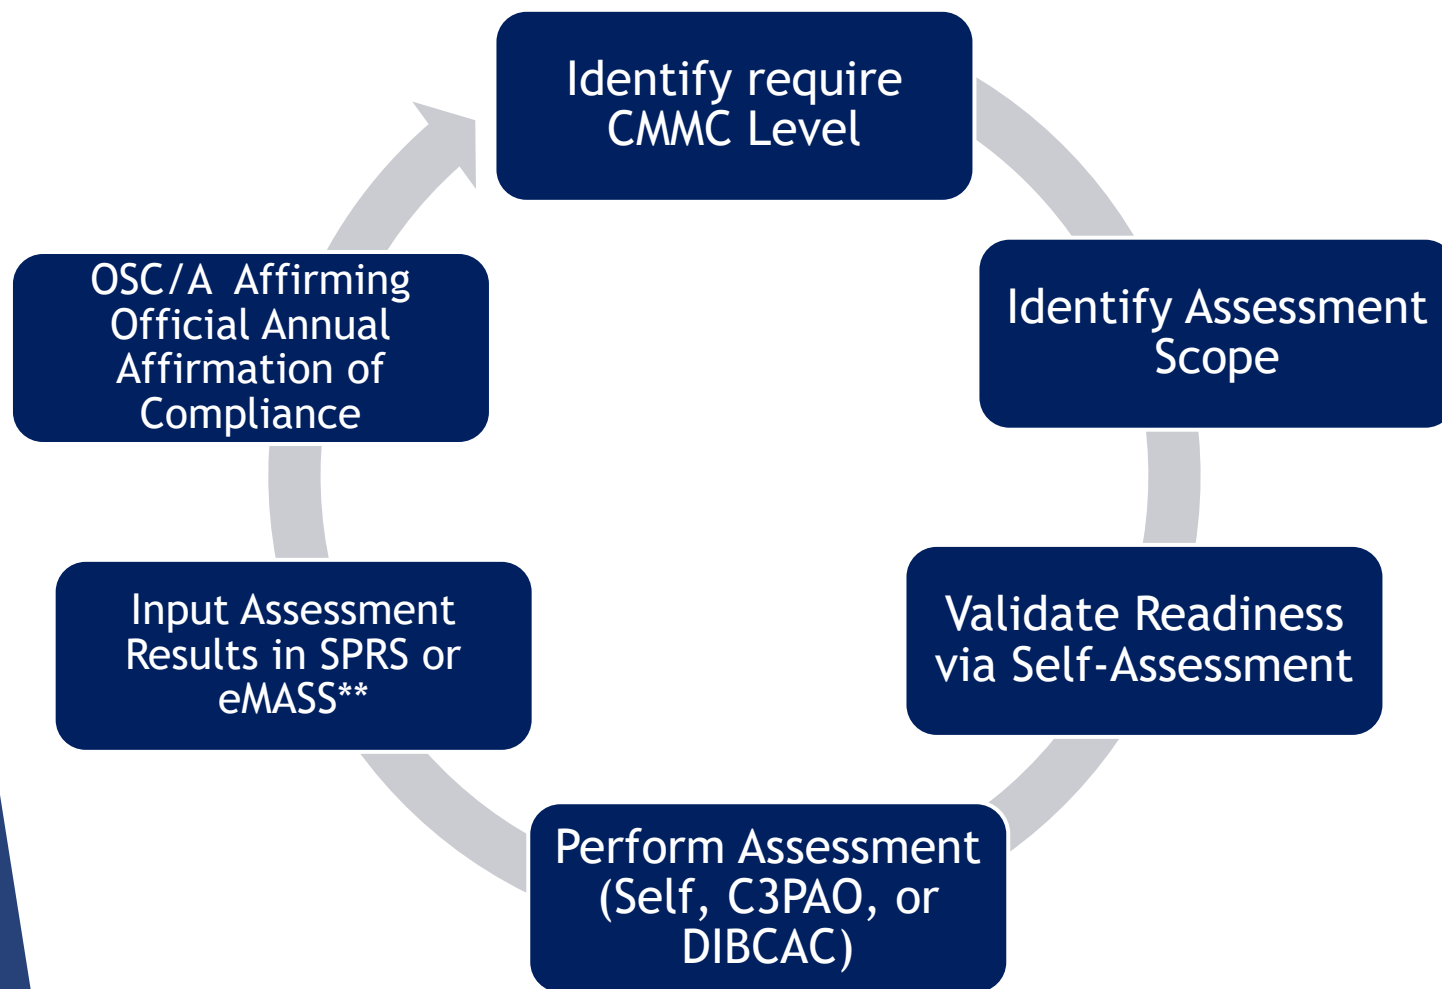 Identify require
CMMC Level
Identify Assessment
Scope
Validate Readiness
via Self-Assessment
Perform Assessment
(Self, C3PAO, or
DIBCAC)
Input Assessment
Results in SPRS or
eMASS**
OSC/A Affirming
Official Annual
Affirmation of
Compliance